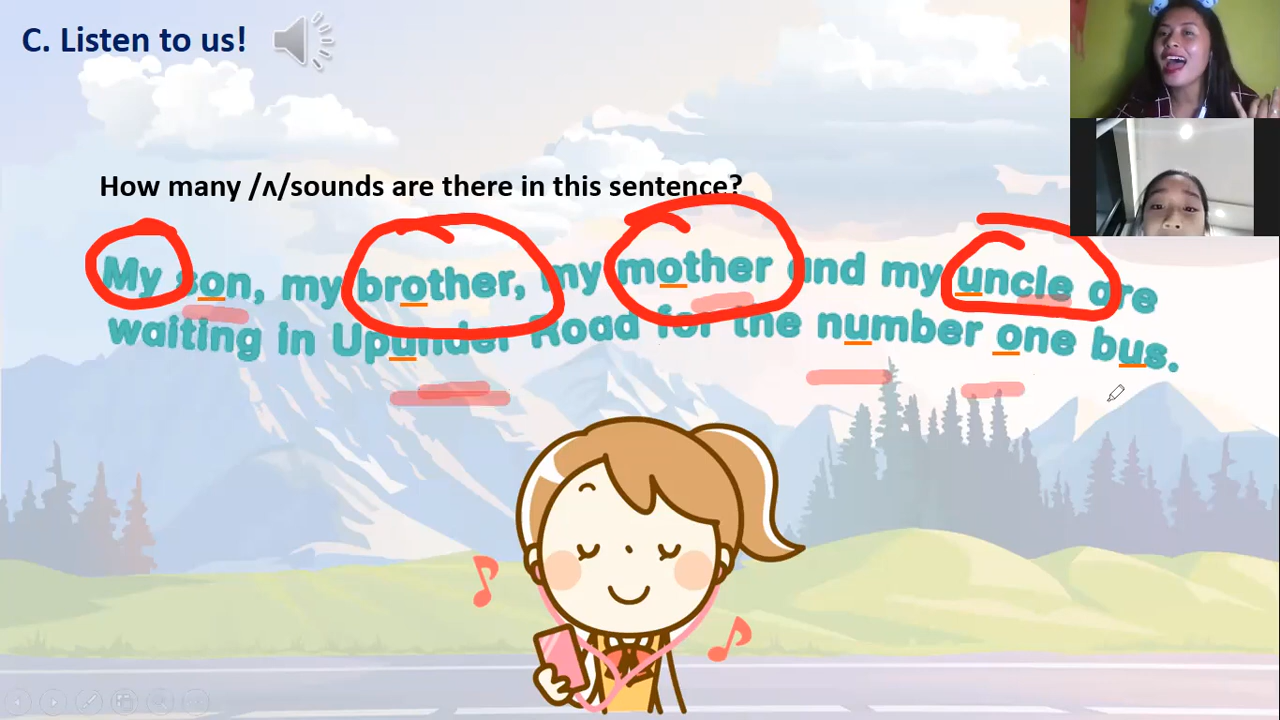 C. Listen to us!
How many /ʌ/sounds are there in this sentence?
My son, my brother, my mother and my uncle are
waiting in Upunder Road for the number one bus.